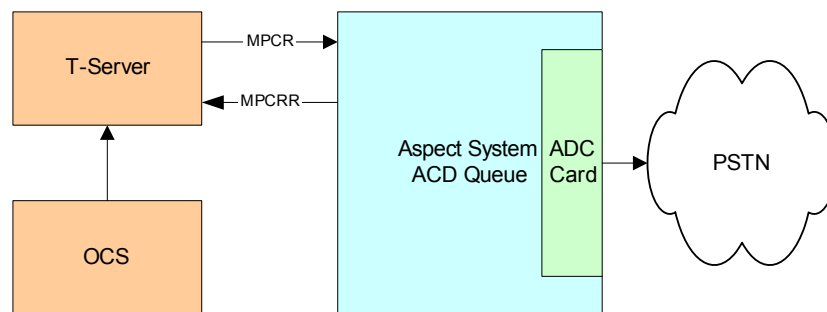 T-Server
MPCR
MPCRR
Aspect System
ACD Queue
ADC
Card
PSTN
OCS